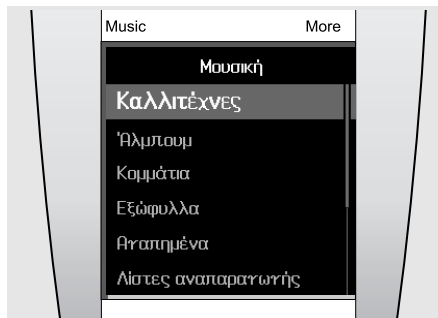 Music More
Μουσική
Καλλιτέχνες
Άλμπουμ
Κομμάτια
Εξώφυλλα
Αγαπημένα
Λίστες αναπαραγωγής